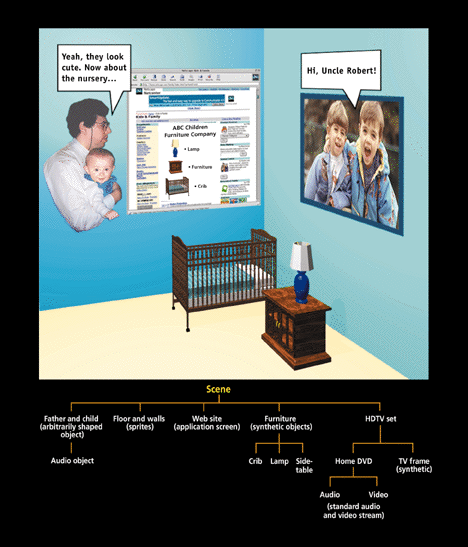 Yeah, they look
cute. Now about
the nursery...
Hi, Uncle Robert!
Kids & Family
ABC Children
Furniture Company
• Lamp
• Furniture
• Crib
Scene
Father and child
(arbitrarily shaped
object)
Floor and walls
(sprites)
Web site
(application screen)
Furniture
(synthetic objects)
HDTV set
Audio object
Crib
Lamp
Side-
table
Home DVD
TV frame
(synthetic)
Audio
Video
(standard audio
and video stream)